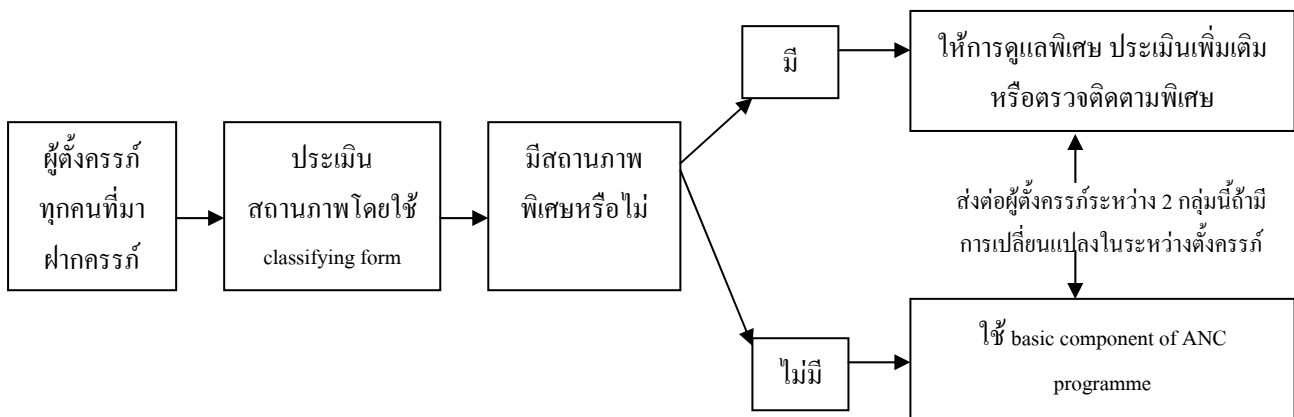 ผู้ตั้งครรภ์
ทุกคนที่มา
ฝากครรภ์
ประเมิน
สถานภาพโดยใช้
classifying form
มีสถานภาพ
พิเศษหรือไม่
มี
ให้การดูแลพิเศษ ประเมินเพิ่มเติม
หรือตรวจติดตามพิเศษ
ส่งต่อผู้ตั้งครรภ์ระหว่าง 2 กลุ่มนี้ถ้ามี
การเปลี่ยนแปลงในระหว่างตั้งครรภ์
ไม่มี
ใช้ basic component of ANC
programme